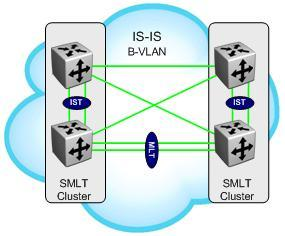 IS-IS
B-VLAN
IST
IST
MLT
SMLT
Cluster
SMLT
Cluster